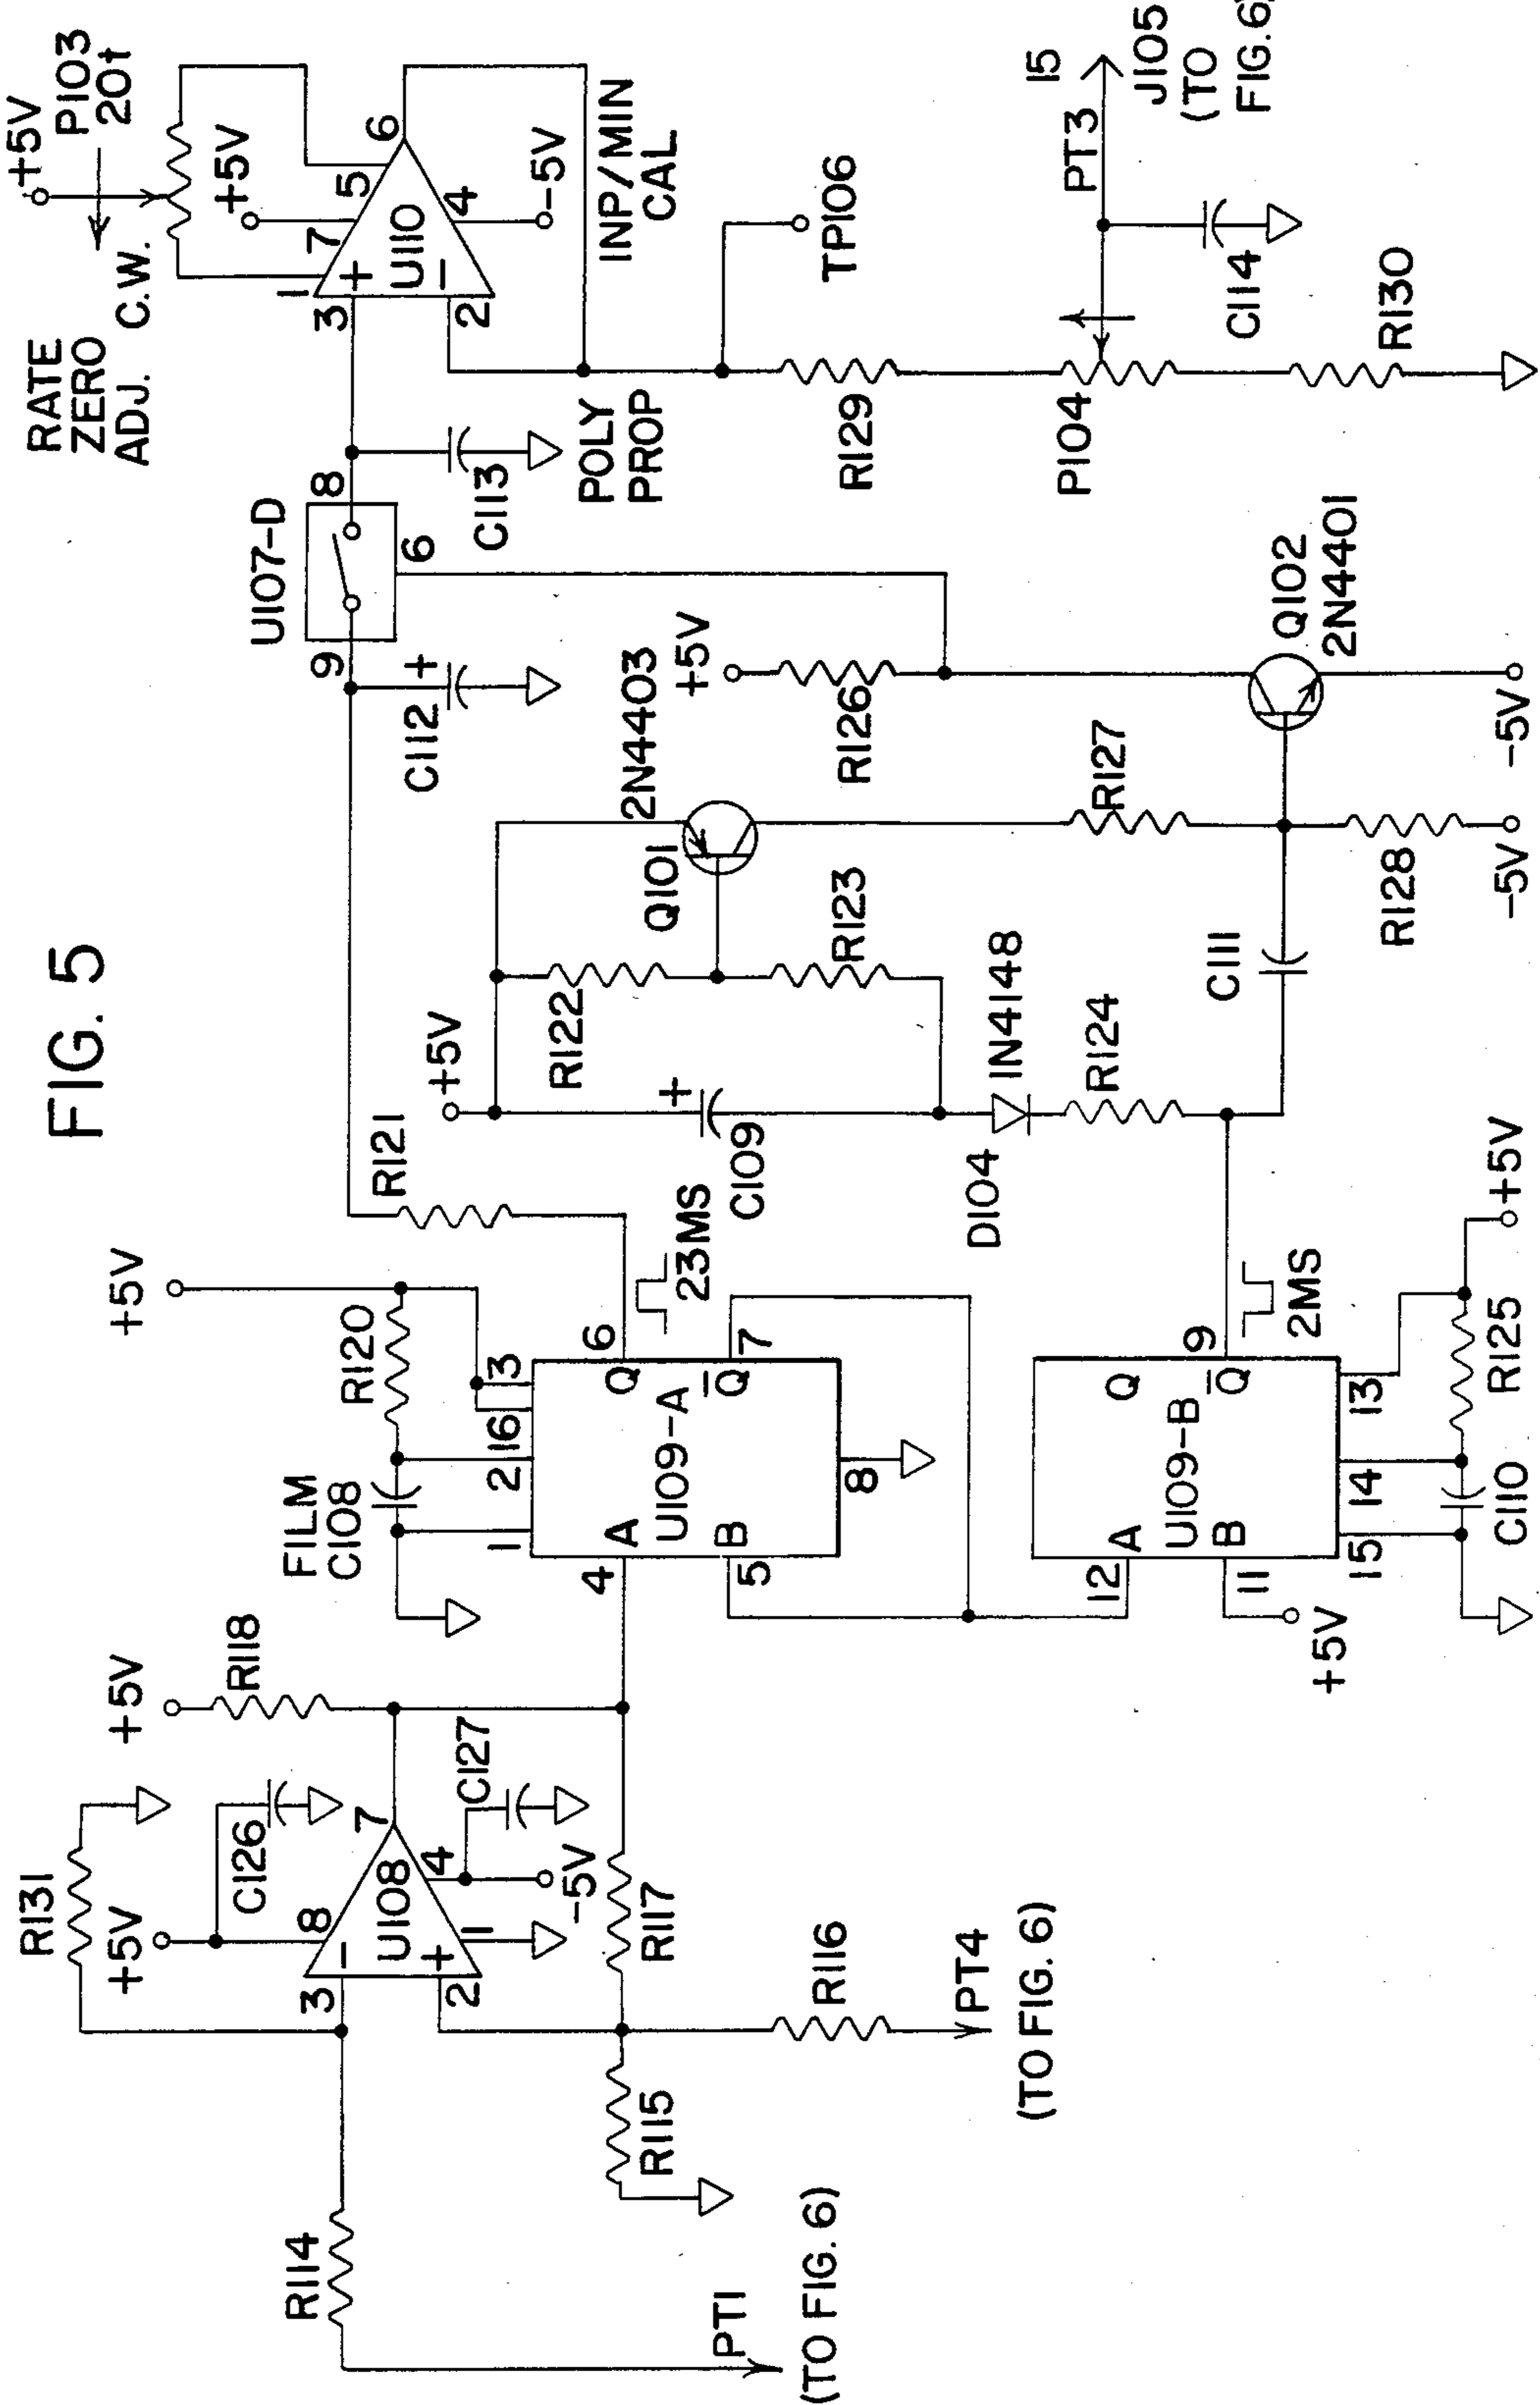 FIG. 5
R131
+5V
C126
8
3
-
U108
7
+
2
4
1
C127
-5V
+5V
R118
R114
PT1
(TO FIG. 6)
R115
R117
R116
PT4
(TO FIG. 6)
FILM
C108
R120
+5V
1
2
16
3
4
A
U109-A
Q
6
5
B
Q̅
7
8
23MS
R121
12
A
U109-B
Q
B
Q̅
9
11
+5V
15
14
13
2MS
C110
R125
+5V
+5V
C109
+
R122
R123
Q101
2N4403
D104
1N4148
R124
C111
R127
R128
-5V
+5V
R126
Q102
2N4401
-5V
C112
+
9
U107-D
8
6
C113
POLY
PROP
RATE
ZERO
ADJ.
C.W.
+5V
P103
20t
+5V
1
3
+
7
5
U110
6
-
2
4
-5V
INP/MIN
CAL
TP106
R129
P104
R130
C114
PT3
15
J105
(TO
FIG.6)